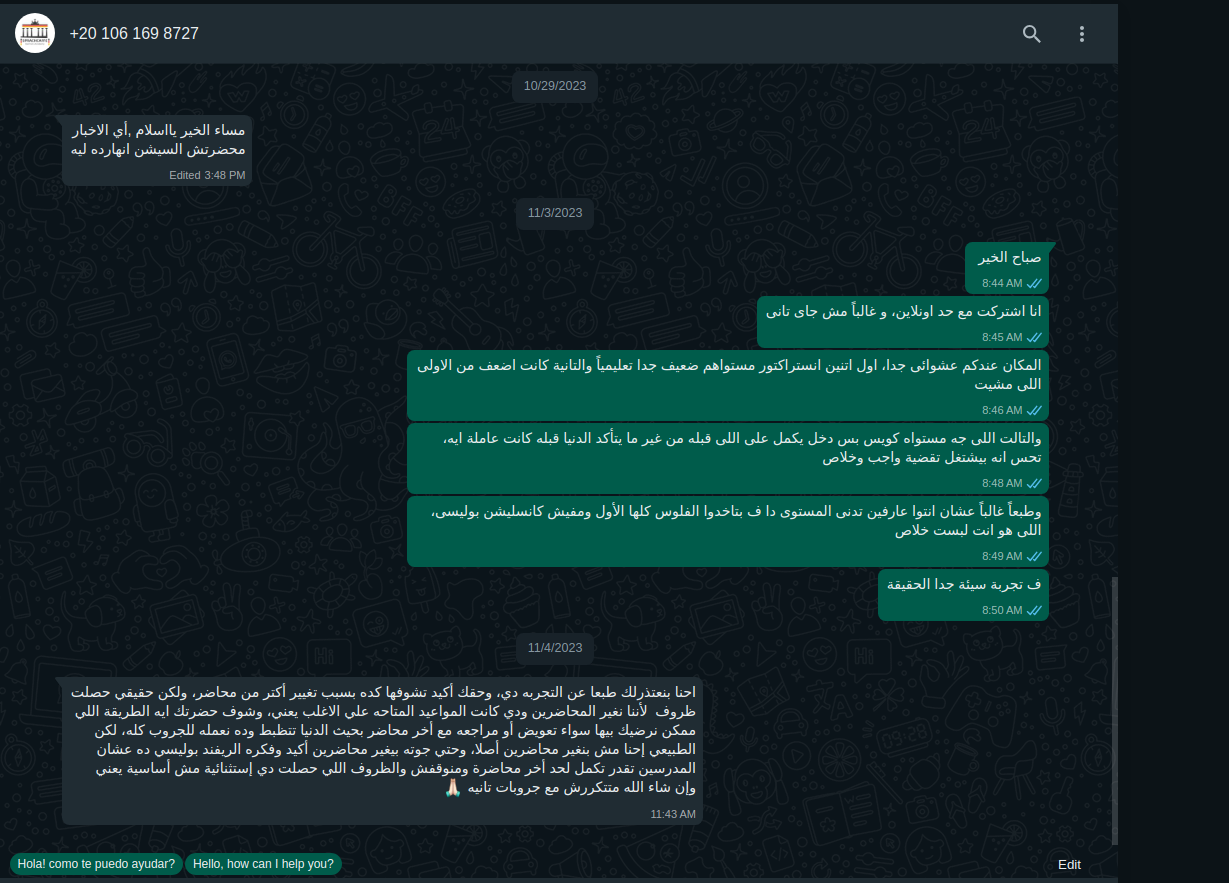 +20 106 169 8727
10/29/2023
مساء الخير يااسلام ,أي الاخبار
محضرتش السيشن انهارده ليه
Edited 3:48 PM
11/3/2023
صباح الخير
8:44 AM
انا اشتركت مع حد اونلاين، و غالباً مش جاى تانى
8:45 AM
المكان عندكم عشوائى جدا، اول اتنين انستراكتور مستواهم ضعيف جدا تعليمياً والتانية كانت اضعف من الاولى
اللى مشيت
8:46 AM
والتالت اللى جه مستواه كويس بس دخل يكمل على اللى قبله من غير ما يتأكد الدنيا قبله كانت عاملة ايه،
تحس انه بيشتغل تقضية واجب وخلاص
8:48 AM
وطبعاً غالباً عشان انتوا عارفين تدنى المستوى دا ف بتاخدوا الفلوس كلها الأول ومفيش كانسليشن بوليسى،
اللى هو انت لبست خلاص
8:49 AM
ف تجربة سيئة جدا الحقيقة
8:50 AM
11/4/2023
احنا بنعتذرلك طبعا عن التجربه دي، وحقك أكيد تشوفها كده بسبب تغيير أكتر من محاضر، ولكن حقيقي حصلت
ظروف لأننا نغير المحاضرين ودي كانت المواعيد المتاحه علي الاغلب يعني، وشوف حضرتك ايه الطريقة اللي
ممكن نرضيك بيها سواء تعويض أو مراجعه مع أخر محاضر بحيث الدنيا تتظبط وده نعمله للجروب كله، لكن
الطبيعى إحنا مش بنغير محاضرين أصلا، وحتي جوته بيغير محاضرين أكيد وفكره الريفند بوليسي ده عشان
المدرسين تقدر تكمل لحد أخر محاضرة ومنوقفش والظروف اللي حصلت دي إستثنائية مش أساسية يعني
وإن شاء الله متتكررش مع جروبات تانيه 🙏🏻
11:43 AM
Hola! como te puedo ayudar?
Hello, how can I help you?
Edit